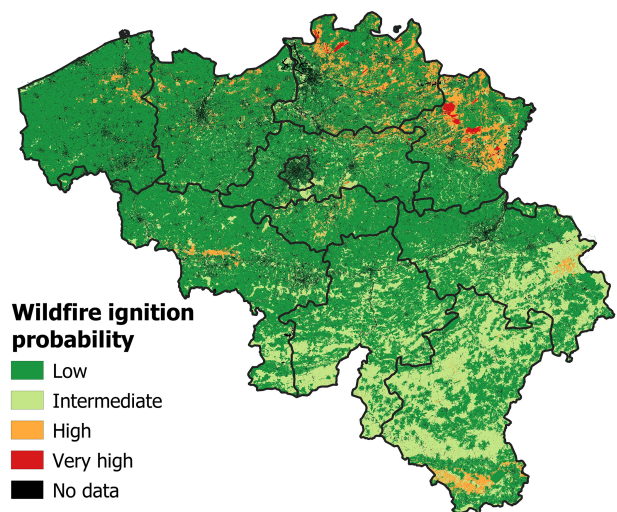 Wildfire ignition
probability
Low
Intermediate
High
Very high
No data